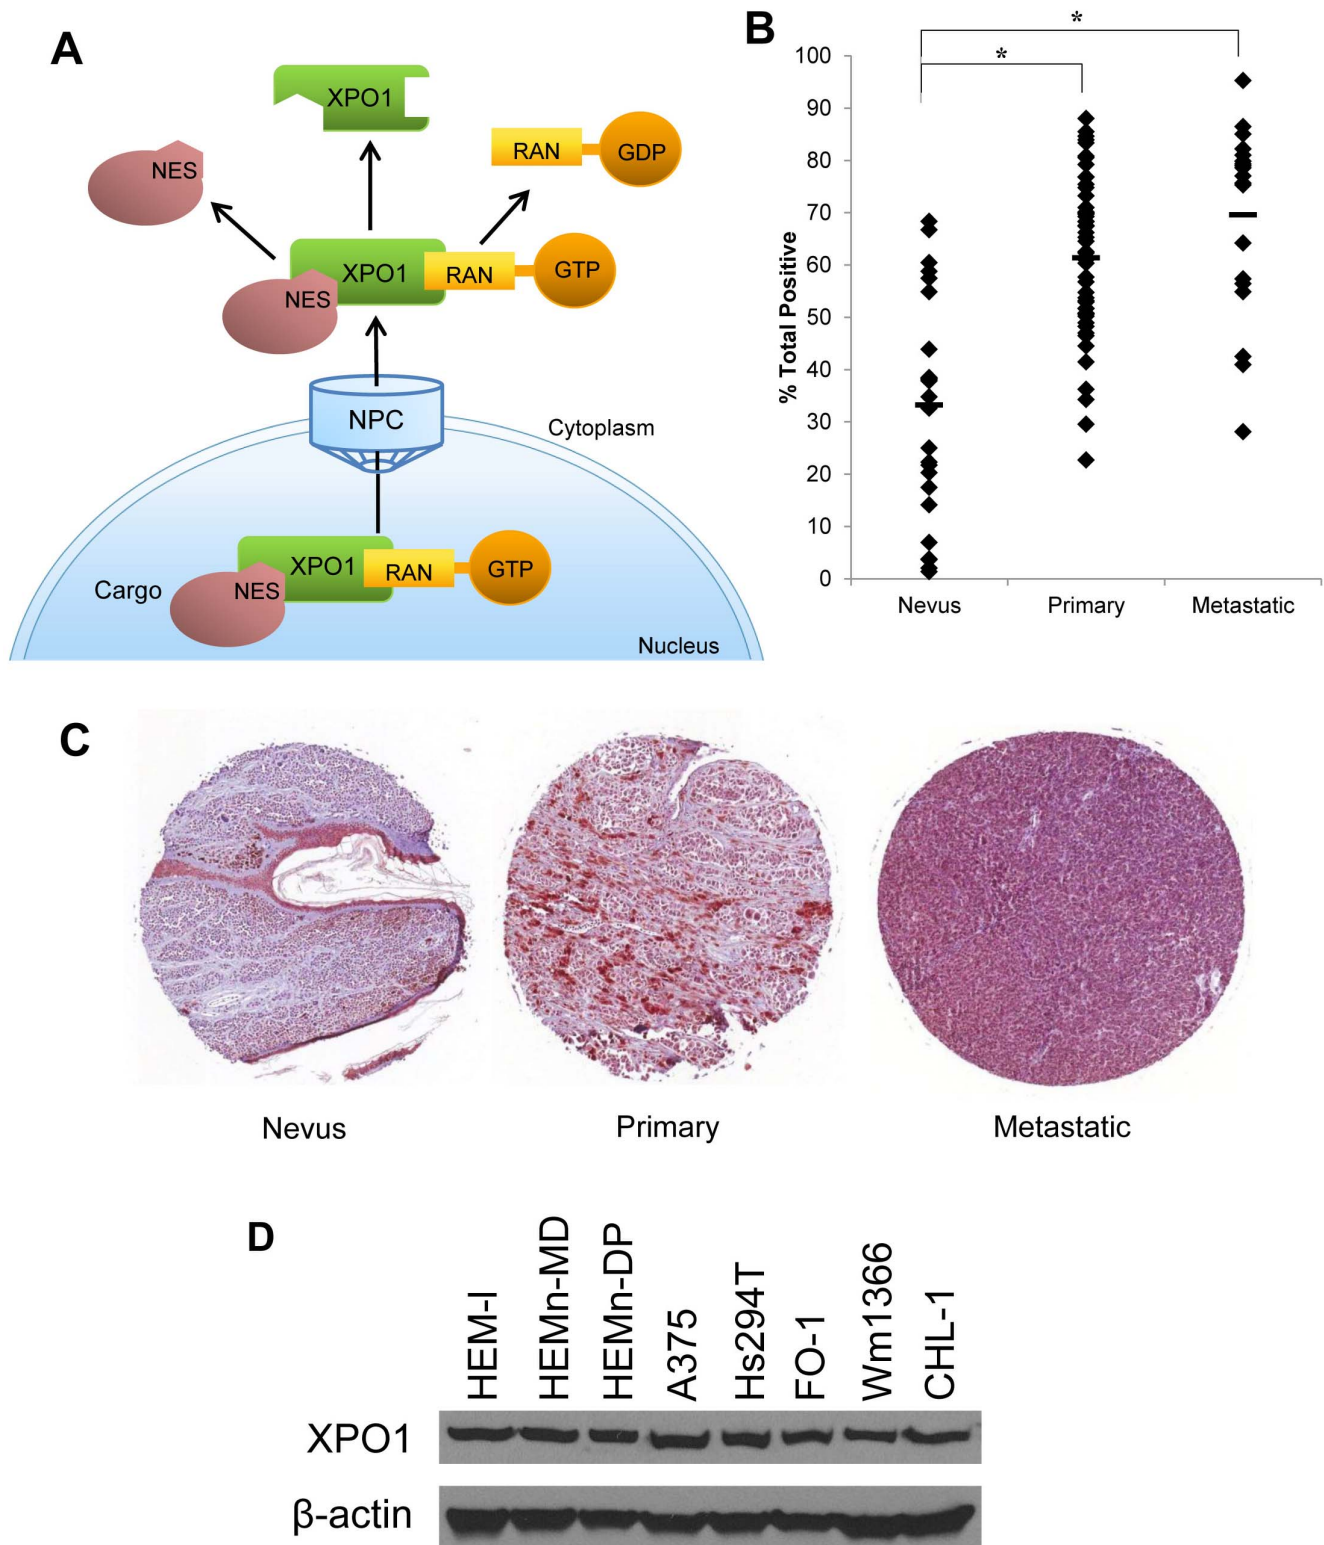 A
XPO1
RAN
GDP
NES
XPO1
RAN
GTP
NES
NPC
Cytoplasm
XPO1
RAN
GTP
Cargo
NES
Nucleus
B
*
*
% Total Positive
100
90
80
70
60
50
40
30
20
10
0
Nevus
Primary
Metastatic
C
Nevus
Primary
Metastatic
D
HEM-l
HEMn-MD
HEMn-DP
A375
Hs294T
FO-1
Wm1366
CHL-1
XPO1
β-actin